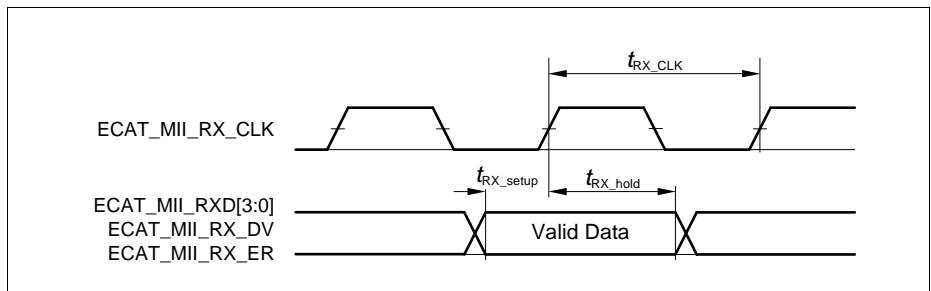 tRX_CLK
ECAT_MII_RX_CLK
tRX_setup
tRX_hold
ECAT_MII_RXD[3:0]
ECAT_MII_RX_DV
Valid Data
ECAT_MII_RX_ER